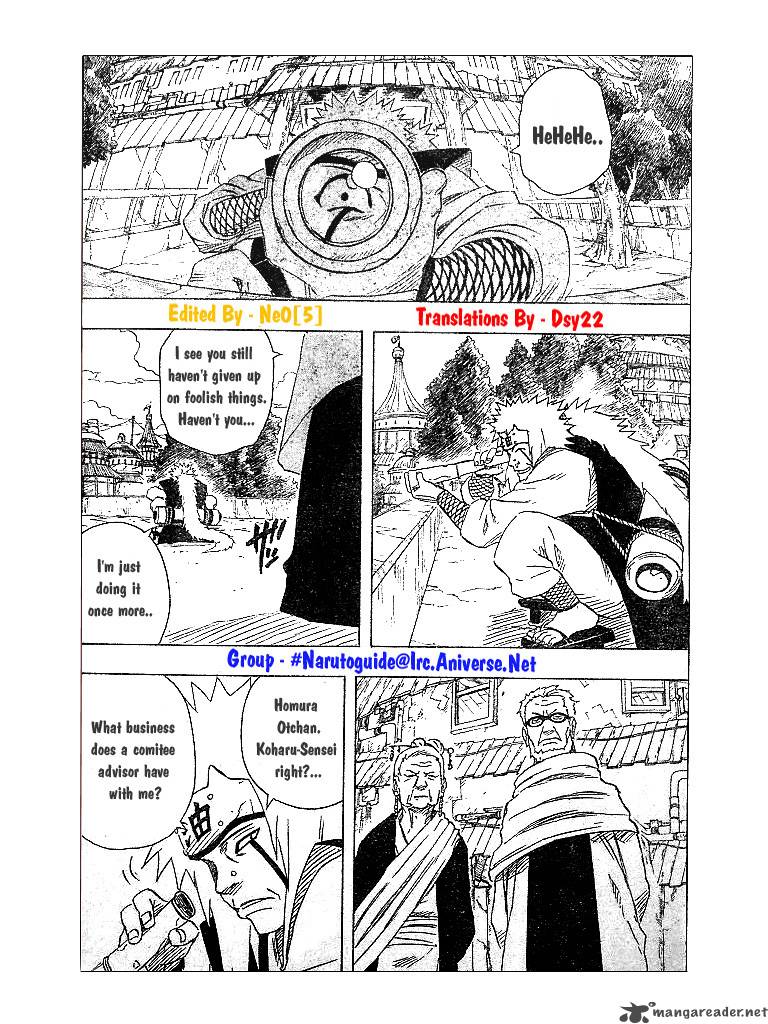 HeHeHe..
Edited By - NeO[5]
Translations By - Dsy22
I see you still
haven't given up
on foolish things.
Haven't you...
I'm just
doing it
once more..
Group - #Narutoguide@Irc.Aniverse.Net
Homura
Otchan.
Koharu-Sensei
right?...
What business
does a comitee
advisor have
with me?
油
mangareader.net